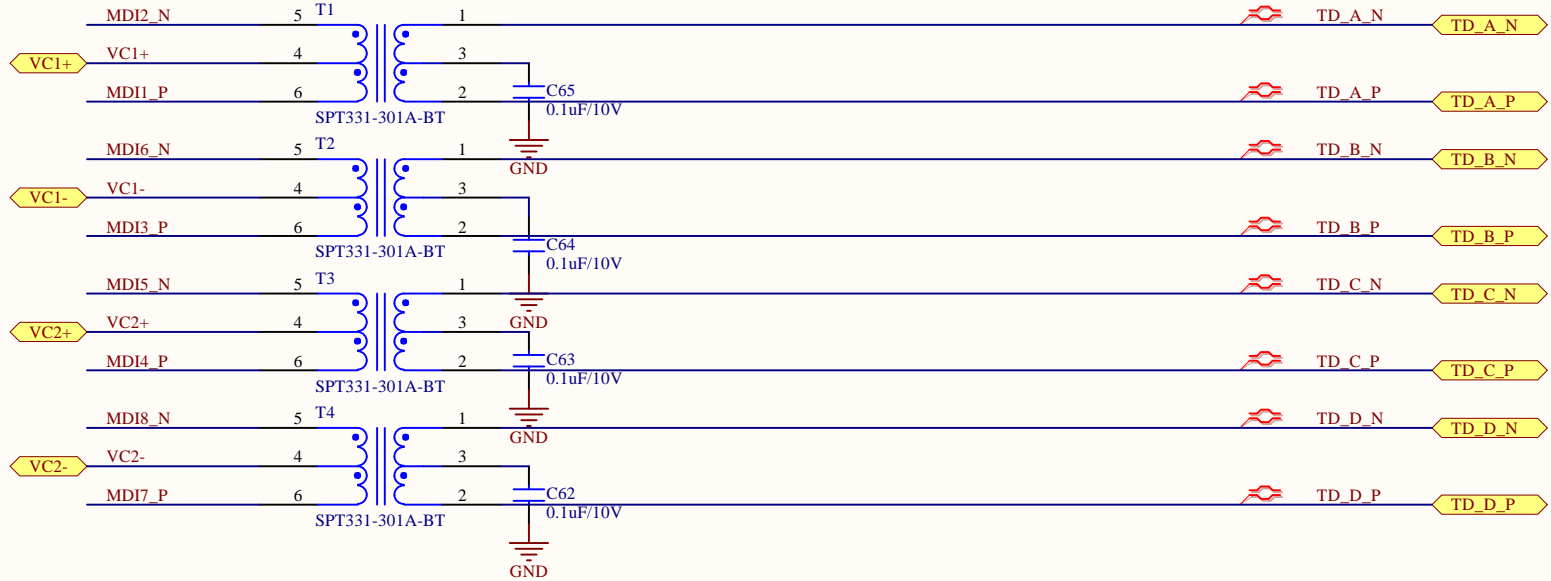 MDI2_N 5 T1 1 TD_A_N TD_A_N
VC1+ VC1+ 4 3
MDI1_P 6 2 C65 TD_A_P TD_A_P
0.1uF/10V
SPT331-301A-BT
GND
MDI6_N 5 T2 1 TD_B_N TD_B_N
VC1- VC1- 4 3
MDI3_P 6 2 TD_B_P TD_B_P
C64
SPT331-301A-BT
0.1uF/10V
MDI5_N 5 T3 1 TD_C_N TD_C_N
GND
VC2+ VC2+ 4 3
MDI4_P 6 2 C63 TD_C_P TD_C_P
0.1uF/10V
SPT331-301A-BT
MDI8_N 5 T4 1 TD_D_N TD_D_N
GND
VC2- VC2- 4 3
MDI7_P 6 2 C62 TD_D_P TD_D_P
0.1uF/10V
SPT331-301A-BT
GND